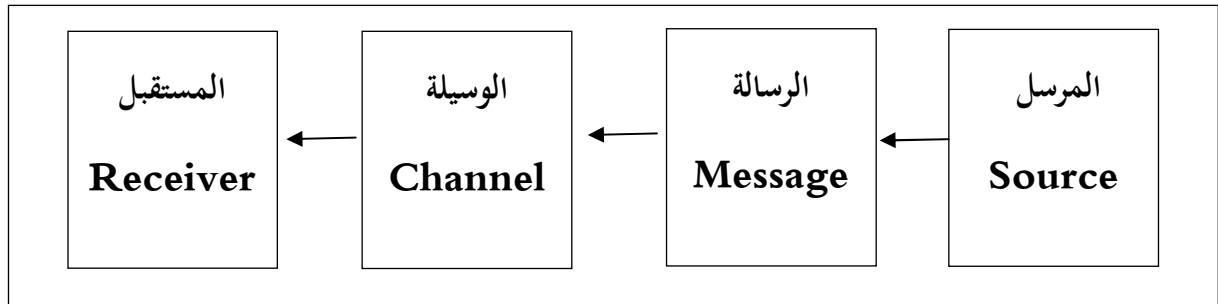 المرسل
Source
الرسالة
Message
الوسيلة
Channel
المستقبل
Receiver